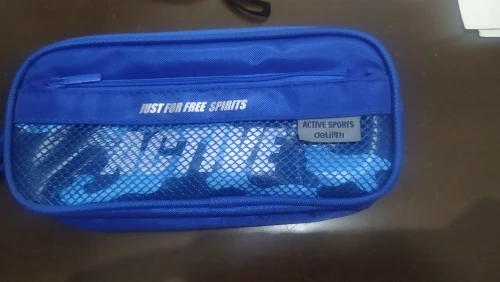 JUST FOR FREE SPIRITS
ACTIVE SPORTS
ACTIVE